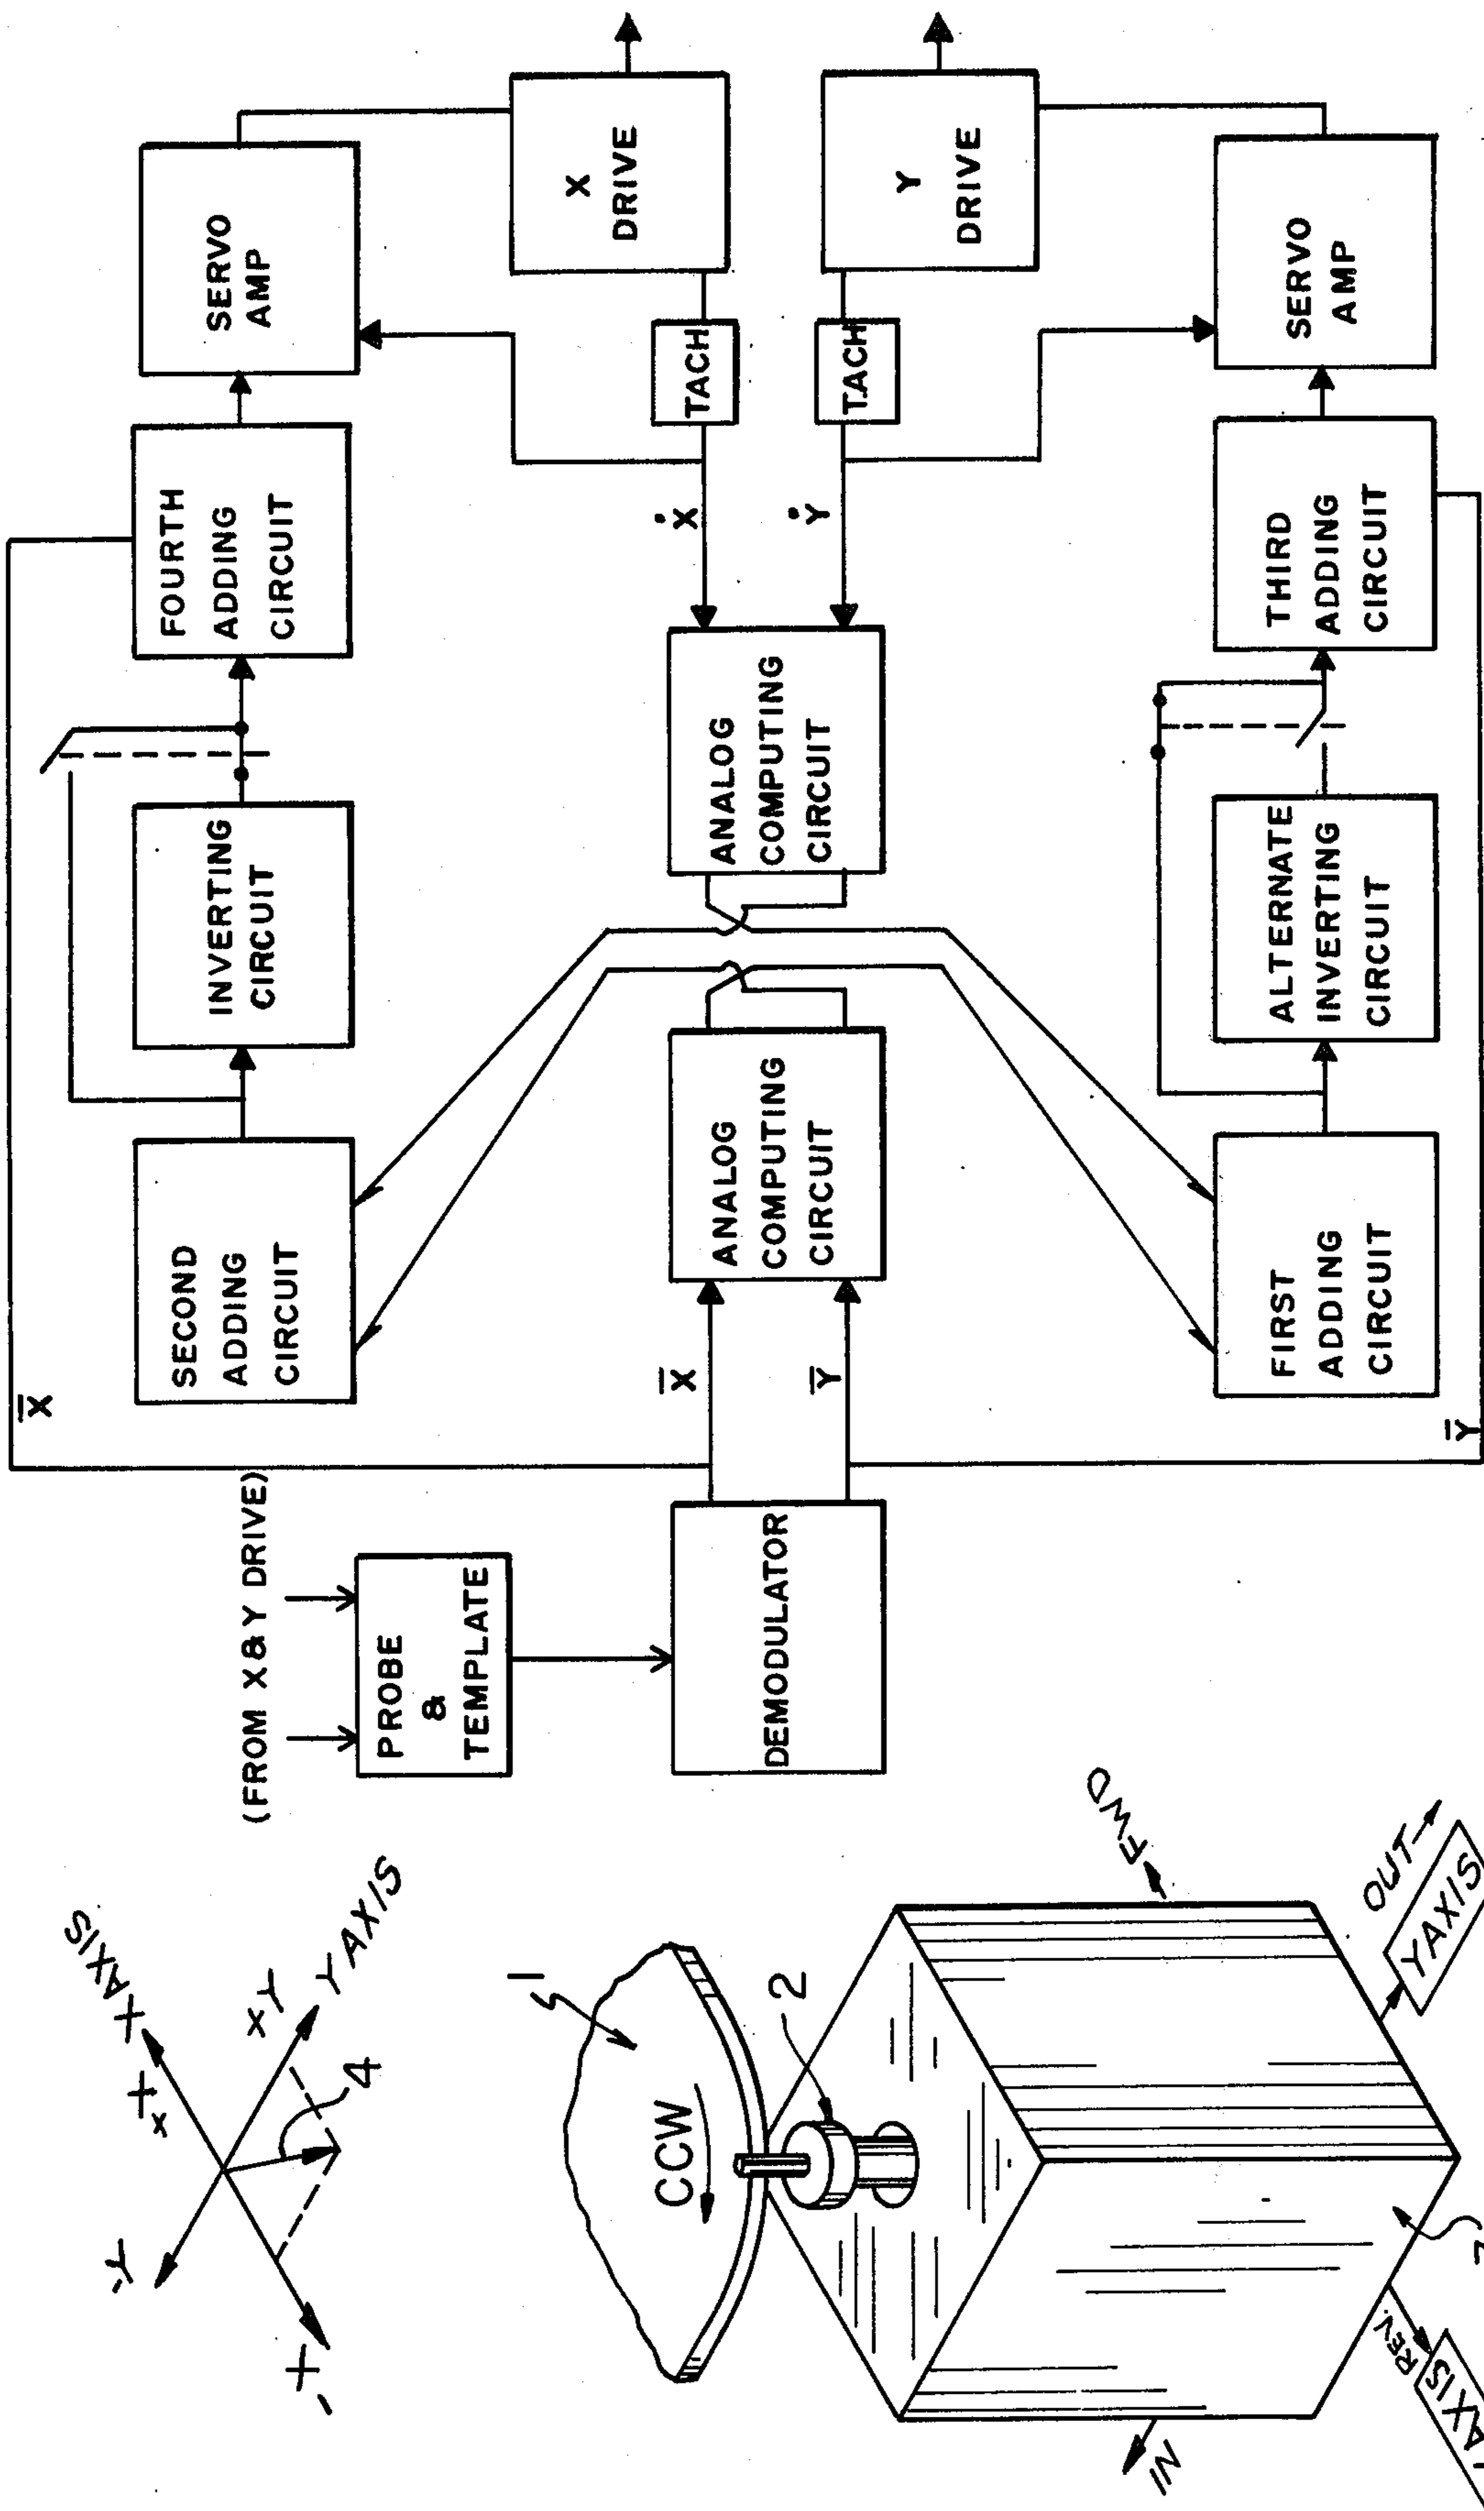 X̄
SECOND
ADDING
CIRCUIT
INVERTING
CIRCUIT
FOURTH
ADDING
CIRCUIT
SERVO
AMP
X
DRIVE
TACH
Ẋ
Y
DRIVE
TACH
Ẏ
(FROM X & Y DRIVE)
PROBE
&
TEMPLATE
DEMODULATOR
X̄
Ȳ
ANALOG
COMPUTING
CIRCUIT
ANALOG
COMPUTING
CIRCUIT
FIRST
ADDING
CIRCUIT
ALTERNATE
INVERTING
CIRCUIT
THIRD
ADDING
CIRCUIT
SERVO
AMP
Ȳ
X AXIS
+
x
xY
Y AXIS
-Y
+
4
1
CCW
2
IN
OUT
Y AXIS
AXIS